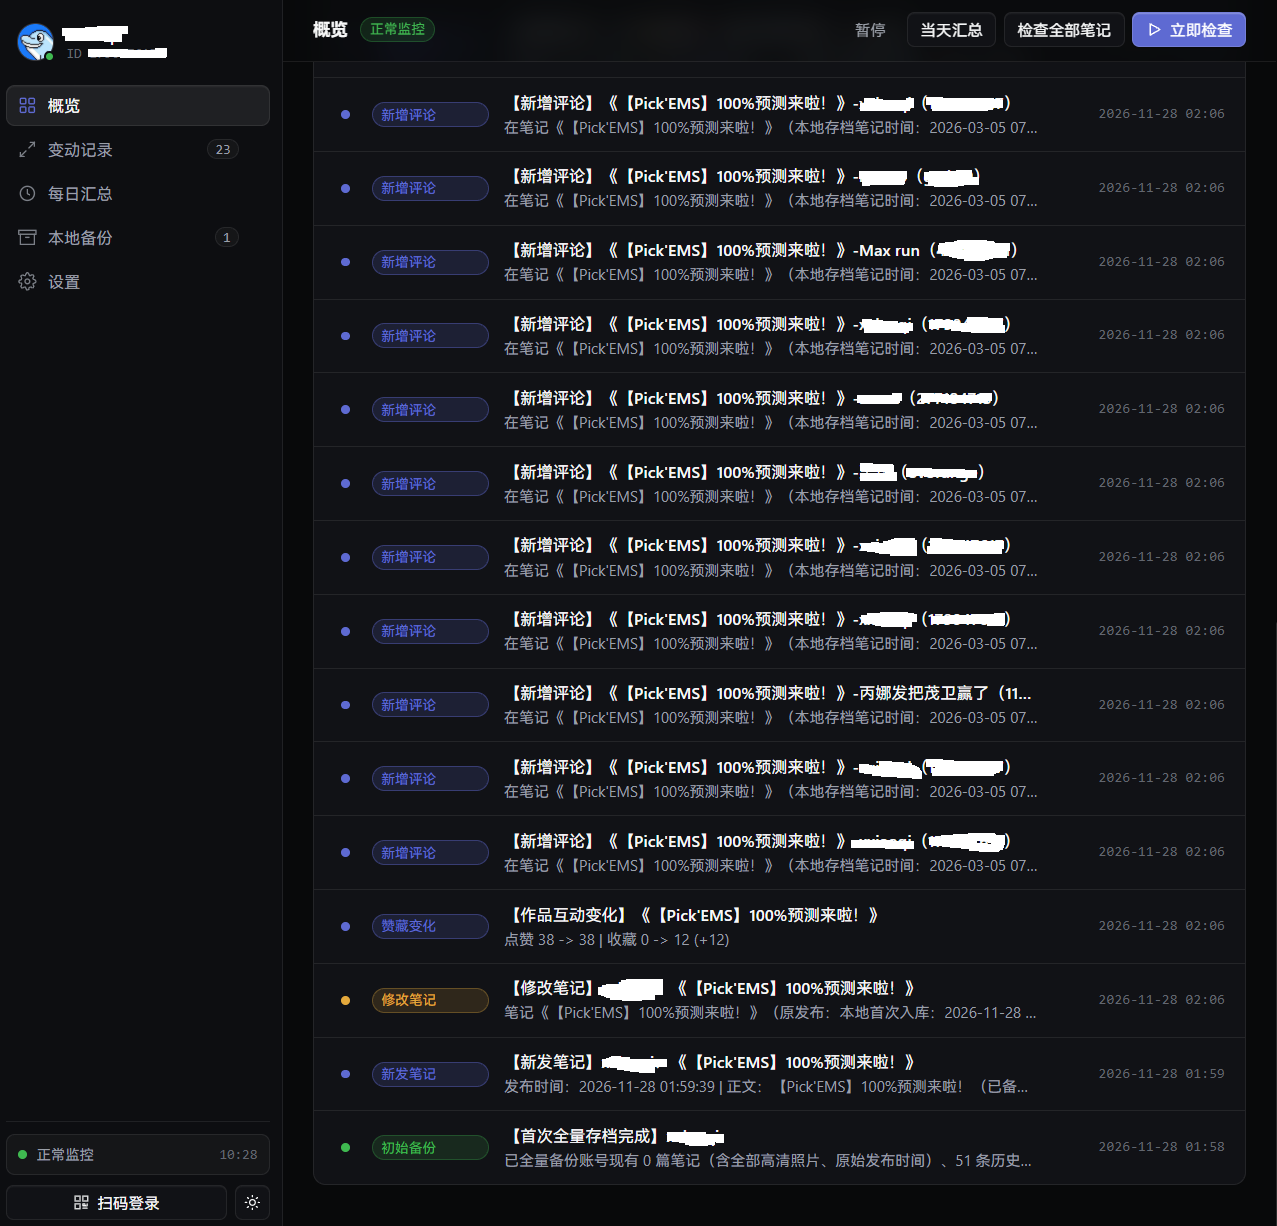 ID
概览
变动记录 23
每日汇总
本地备份 1
设置
正常监控 10:28
扫码登录
概览 正常监控 暂停 当天汇总 检查全部笔记 立即检查
新增评论 【新增评论】《【Pick'EMS】100%预测来啦！》- 2026-11-28 02:06
在笔记《【Pick'EMS】100%预测来啦！》（本地存档笔记时间：2026-03-05 07...
新增评论 【新增评论】《【Pick'EMS】100%预测来啦！》- 2026-11-28 02:06
在笔记《【Pick'EMS】100%预测来啦！》（本地存档笔记时间：2026-03-05 07...
新增评论 【新增评论】《【Pick'EMS】100%预测来啦！》-Max run（ ） 2026-11-28 02:06
在笔记《【Pick'EMS】100%预测来啦！》（本地存档笔记时间：2026-03-05 07...
新增评论 【新增评论】《【Pick'EMS】100%预测来啦！》- 2026-11-28 02:06
在笔记《【Pick'EMS】100%预测来啦！》（本地存档笔记时间：2026-03-05 07...
新增评论 【新增评论】《【Pick'EMS】100%预测来啦！》- 2026-11-28 02:06
在笔记《【Pick'EMS】100%预测来啦！》（本地存档笔记时间：2026-03-05 07...
新增评论 【新增评论】《【Pick'EMS】100%预测来啦！》- 2026-11-28 02:06
在笔记《【Pick'EMS】100%预测来啦！》（本地存档笔记时间：2026-03-05 07...
新增评论 【新增评论】《【Pick'EMS】100%预测来啦！》- 2026-11-28 02:06
在笔记《【Pick'EMS】100%预测来啦！》（本地存档笔记时间：2026-03-05 07...
新增评论 【新增评论】《【Pick'EMS】100%预测来啦！》- 2026-11-28 02:06
在笔记《【Pick'EMS】100%预测来啦！》（本地存档笔记时间：2026-03-05 07...
新增评论 【新增评论】《【Pick'EMS】100%预测来啦！》-丙娜发把茂卫赢了（11... 2026-11-28 02:06
在笔记《【Pick'EMS】100%预测来啦！》（本地存档笔记时间：2026-03-05 07...
新增评论 【新增评论】《【Pick'EMS】100%预测来啦！》- 2026-11-28 02:06
在笔记《【Pick'EMS】100%预测来啦！》（本地存档笔记时间：2026-03-05 07...
新增评论 【新增评论】《【Pick'EMS】100%预测来啦！》 2026-11-28 02:06
在笔记《【Pick'EMS】100%预测来啦！》（本地存档笔记时间：2026-03-05 07...
赞藏变化 【作品互动变化】《【Pick'EMS】100%预测来啦！》 2026-11-28 02:06
点赞 38 -> 38 | 收藏 0 -> 12 (+12)
修改笔记 【修改笔记】 《【Pick'EMS】100%预测来啦！》 2026-11-28 02:06
笔记《【Pick'EMS】100%预测来啦！》（原发布：本地首次入库：2026-11-28 ...
新发笔记 【新发笔记】 《【Pick'EMS】100%预测来啦！》 2026-11-28 01:59
发布时间：2026-11-28 01:59:39 | 正文：【Pick'EMS】100%预测来啦！（已备...
初始备份 【首次全量存档完成】 2026-11-28 01:58
已全量备份账号现有 0 篇笔记（含全部高清照片、原始发布时间）、51 条历史...